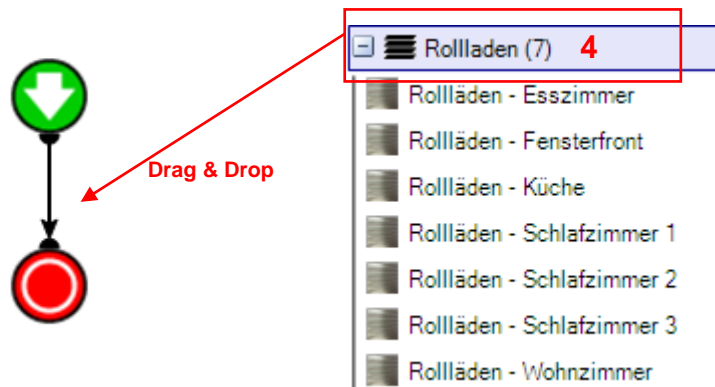 Rollladen (7) 4
Rollläden - Esszimmer
Rollläden - Fensterfront
Drag & Drop
Rollläden - Küche
Rollläden - Schlafzimmer 1
Rollläden - Schlafzimmer 2
Rollläden - Schlafzimmer 3
Rollläden - Wohnzimmer